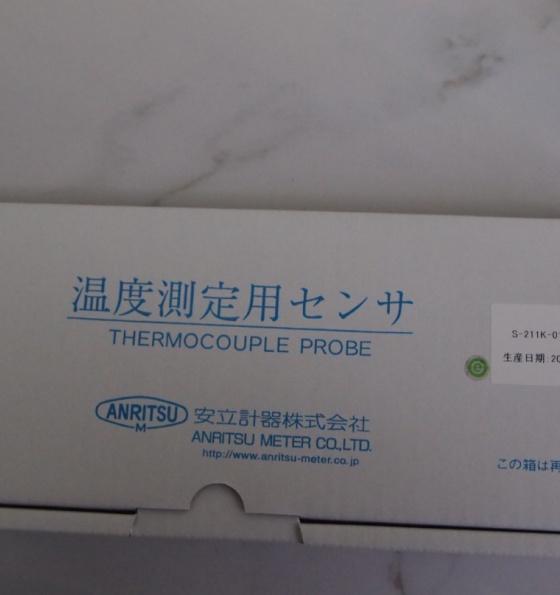 温度測定用センサ
THERMOCOUPLE PROBE
ANRITSU
M
安立計器株式会社
ANRITSU METER CO.,LTD.
http://www.anritsu-meter.co.jp
S-211K-0
生産日期:20
この箱は再